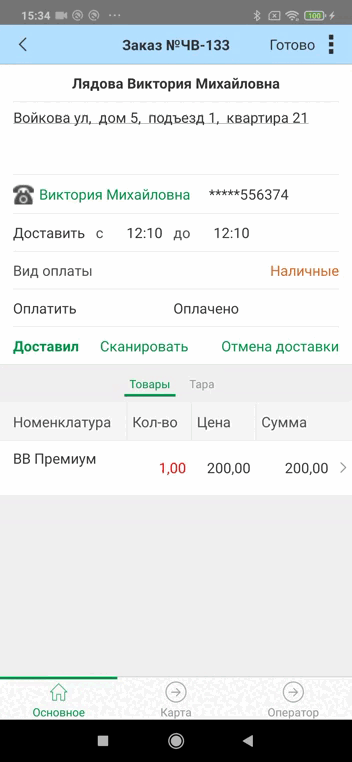 15:34 ... 100
Заказ №ЧВ-133 Готово
Лядова Виктория Михайловна
Войкова ул, дом 5, подъезд 1, квартира 21
Виктория Михайловна *****556374
Доставить с 12:10 до 12:10
Вид оплаты Наличные
Оплатить Оплачено
Доставил Сканировать Отмена доставки
Товары Тара
Номенклатура Кол-во Цена Сумма
ВВ Премиум 1,00 200,00 200,00
Основное Карта Оператор